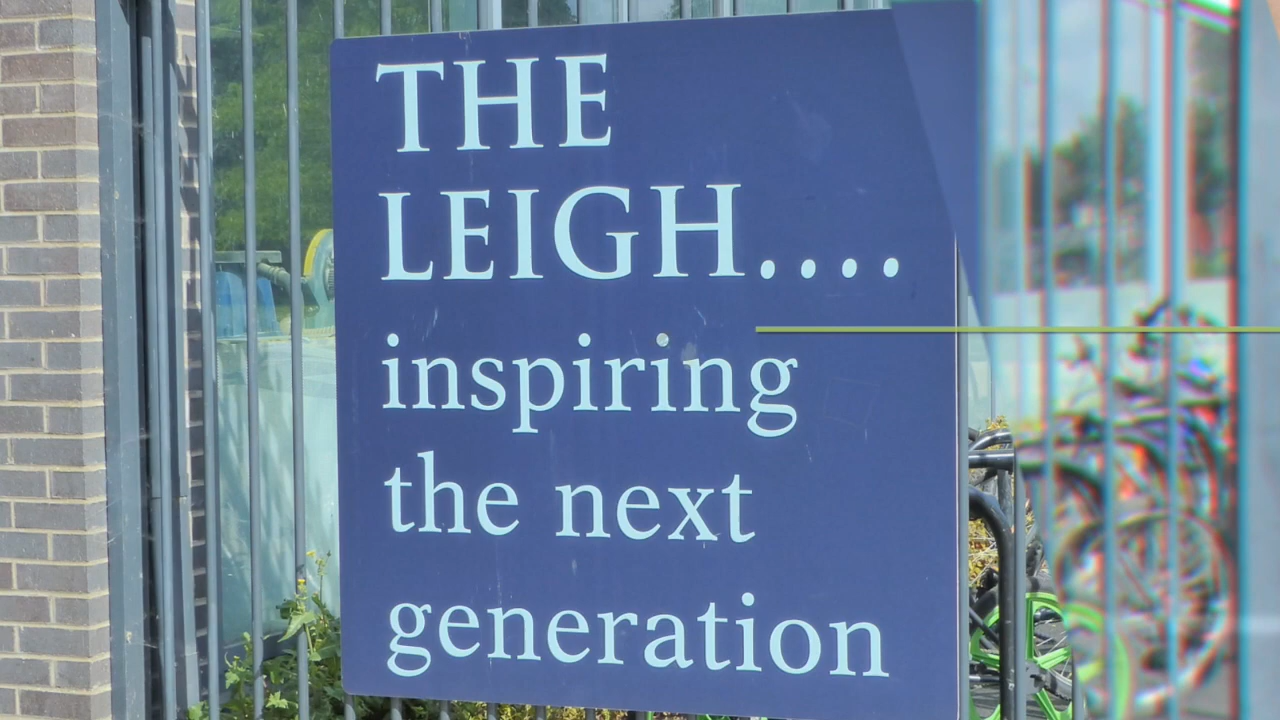 THE
LEIGH....
inspiring
the next
generation